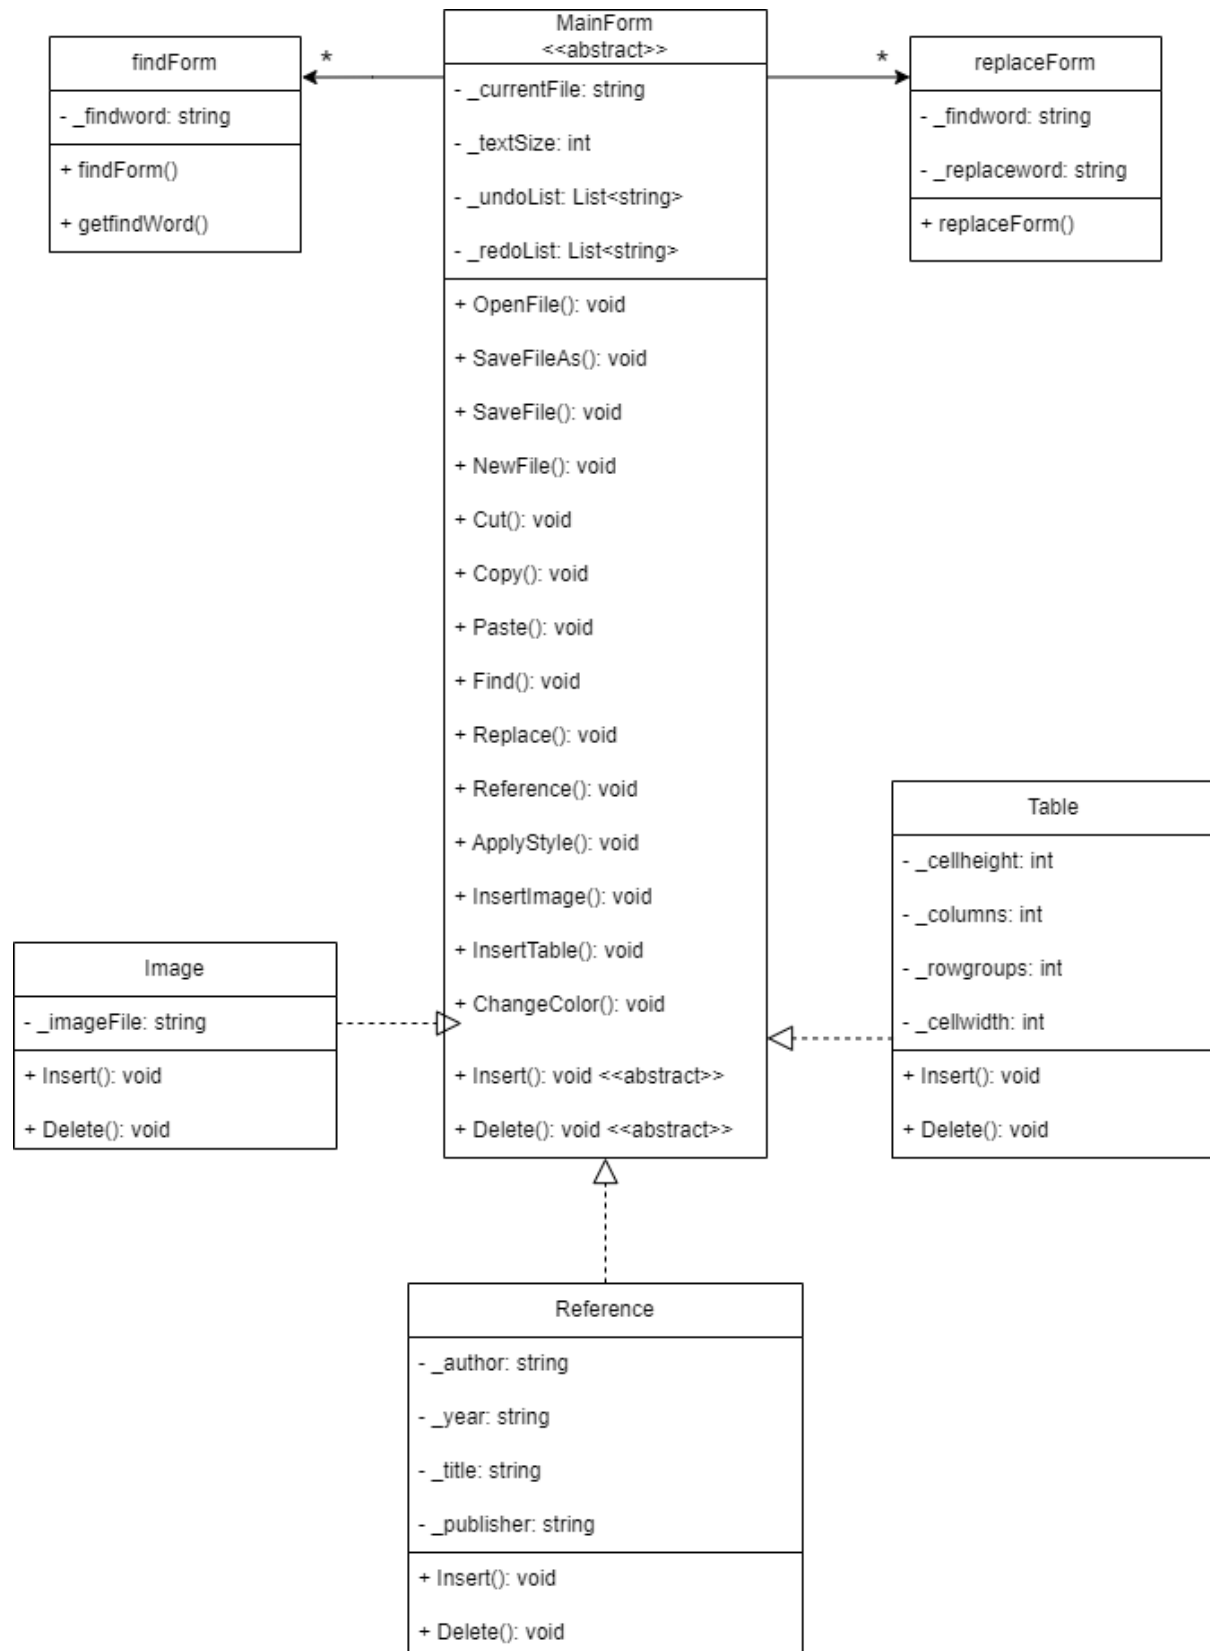 findForm
- _findword: string
+ findForm()
+ getfindWord()
*
MainForm
<<abstract>>
- _currentFile: string
- _textSize: int
- _undoList: List<string>
- _redoList: List<string>
+ OpenFile(): void
+ SaveFileAs(): void
+ SaveFile(): void
+ NewFile(): void
+ Cut(): void
+ Copy(): void
+ Paste(): void
+ Find(): void
+ Replace(): void
+ Reference(): void
+ ApplyStyle(): void
+ InsertImage(): void
+ InsertTable(): void
+ ChangeColor(): void
+ Insert(): void <<abstract>>
+ Delete(): void <<abstract>>
*
replaceForm
- _findword: string
- _replaceword: string
+ replaceForm()
Image
- _imageFile: string
+ Insert(): void
+ Delete(): void
Table
- _cellheight: int
- _columns: int
- _rowgroups: int
- _cellwidth: int
+ Insert(): void
+ Delete(): void
Reference
- _author: string
- _year: string
- _title: string
- _publisher: string
+ Insert(): void
+ Delete(): void